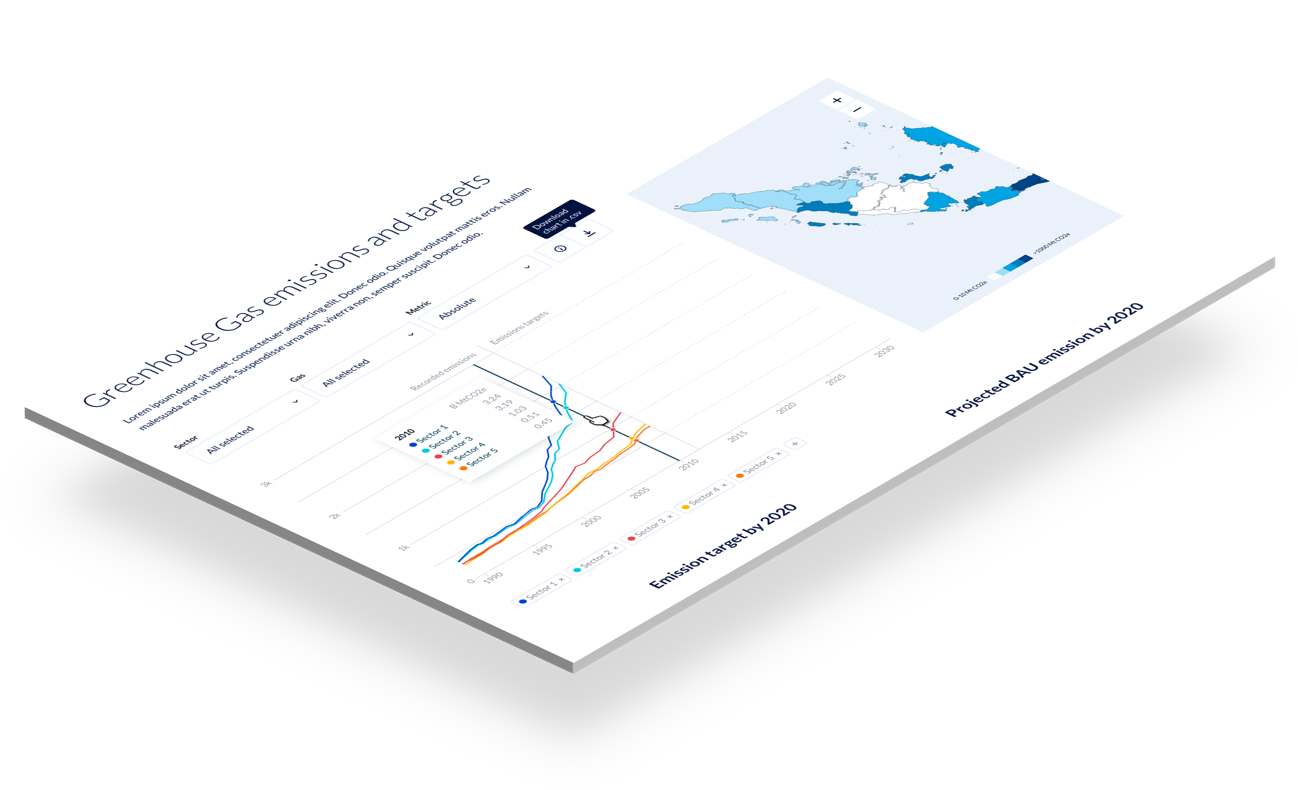 Greenhouse Gas emissions and targets
Lorem ipsum dolor sit amet, consectetuer adipiscing elit. Donec odio. Quisque volutpat mattis eros. Nullam
malesuada erat ut turpis. Suspendisse urna nibh, viverra non, semper suscipit. Donec odio.
Sector
All selected
Gas
All selected
Metric
Absolute
Download
chart in .csv
Recorded emissions
Emissions targets
3k
2k
1k
0
2010
B MtCO2e
Sector 1 3.24
Sector 2 3.19
Sector 3 1.03
Sector 4 0.51
Sector 5 0.45
1990
1995
2000
2005
2010
2015
2020
2025
2030
Sector 1 ×
Sector 2 ×
Sector 3 ×
Sector 4 ×
Sector 5 ×
+
+
−
Emission target by 2020
Projected BAU emission by 2020